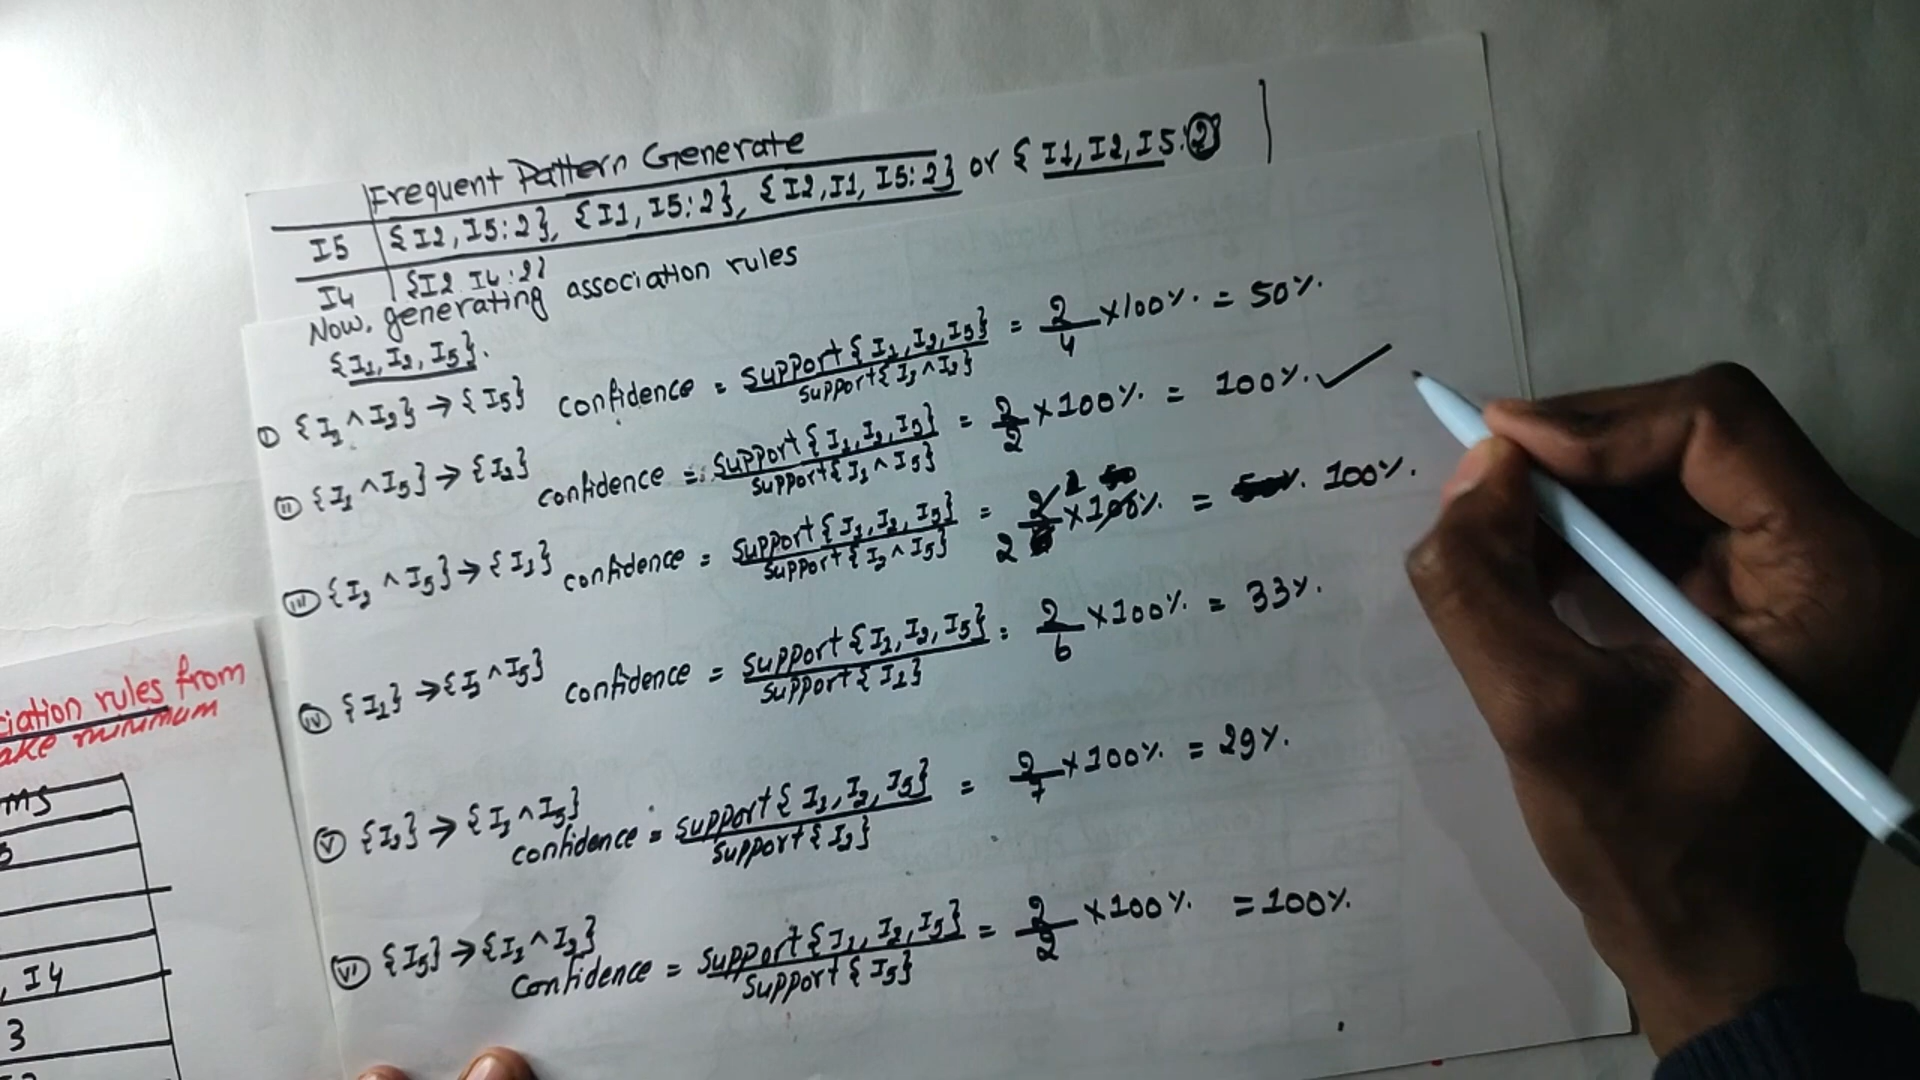 Frequent Pattern Generate
I5 {I2, I5:2}, {I1, I5:2}, {I2, I1, I5:2} or {I1, I2, I5:2}
I4 {I2 I4:2}
Now, generating association rules
{I1, I2, I5}.
I {I1 ^ I2} → {I5} confidence = support{I1, I2, I5} / support{I1 ^ I2} = 2/4 × 100% = 50%.
II {I1 ^ I5} → {I2} confidence = support{I1, I2, I5} / support{I1 ^ I5} = 2/2 × 100% = 100%. ✓
III {I2 ^ I5} → {I1} confidence = support{I1, I2, I5} / support{I2 ^ I5} = 2/2 × 100% = 100%.
IV {I1} → {I2 ^ I5} confidence = support{I1, I2, I5} / support{I1} = 2/6 × 100% = 33%.
V {I2} → {I1 ^ I5}
confidence = support{I1, I2, I5} / support{I2} = 2/7 × 100% = 29%.
VI {I5} → {I1 ^ I2}
confidence = support{I1, I2, I5} / support{I5} = 2/2 × 100% = 100%.
ciation rules from
ake minimum
ms
, I4
3